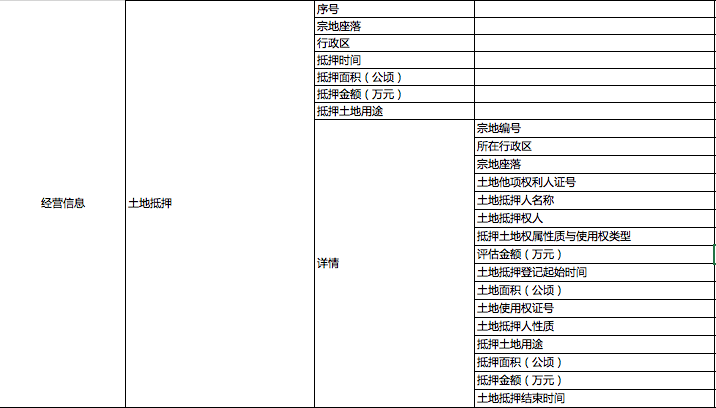 序号
宗地座落
行政区
抵押时间
抵押面积（公顷）
抵押金额（万元）
抵押土地用途
宗地编号
所在行政区
宗地座落
土地他项权利人证号
经营信息
土地抵押
土地抵押人名称
土地抵押权人
抵押土地权属性质与使用权类型
评估金额（万元）
详情
土地抵押登记起始时间
土地面积（公顷）
土地使用权证号
土地抵押人性质
抵押土地用途
抵押面积（公顷）
抵押金额（万元）
土地抵押结束时间